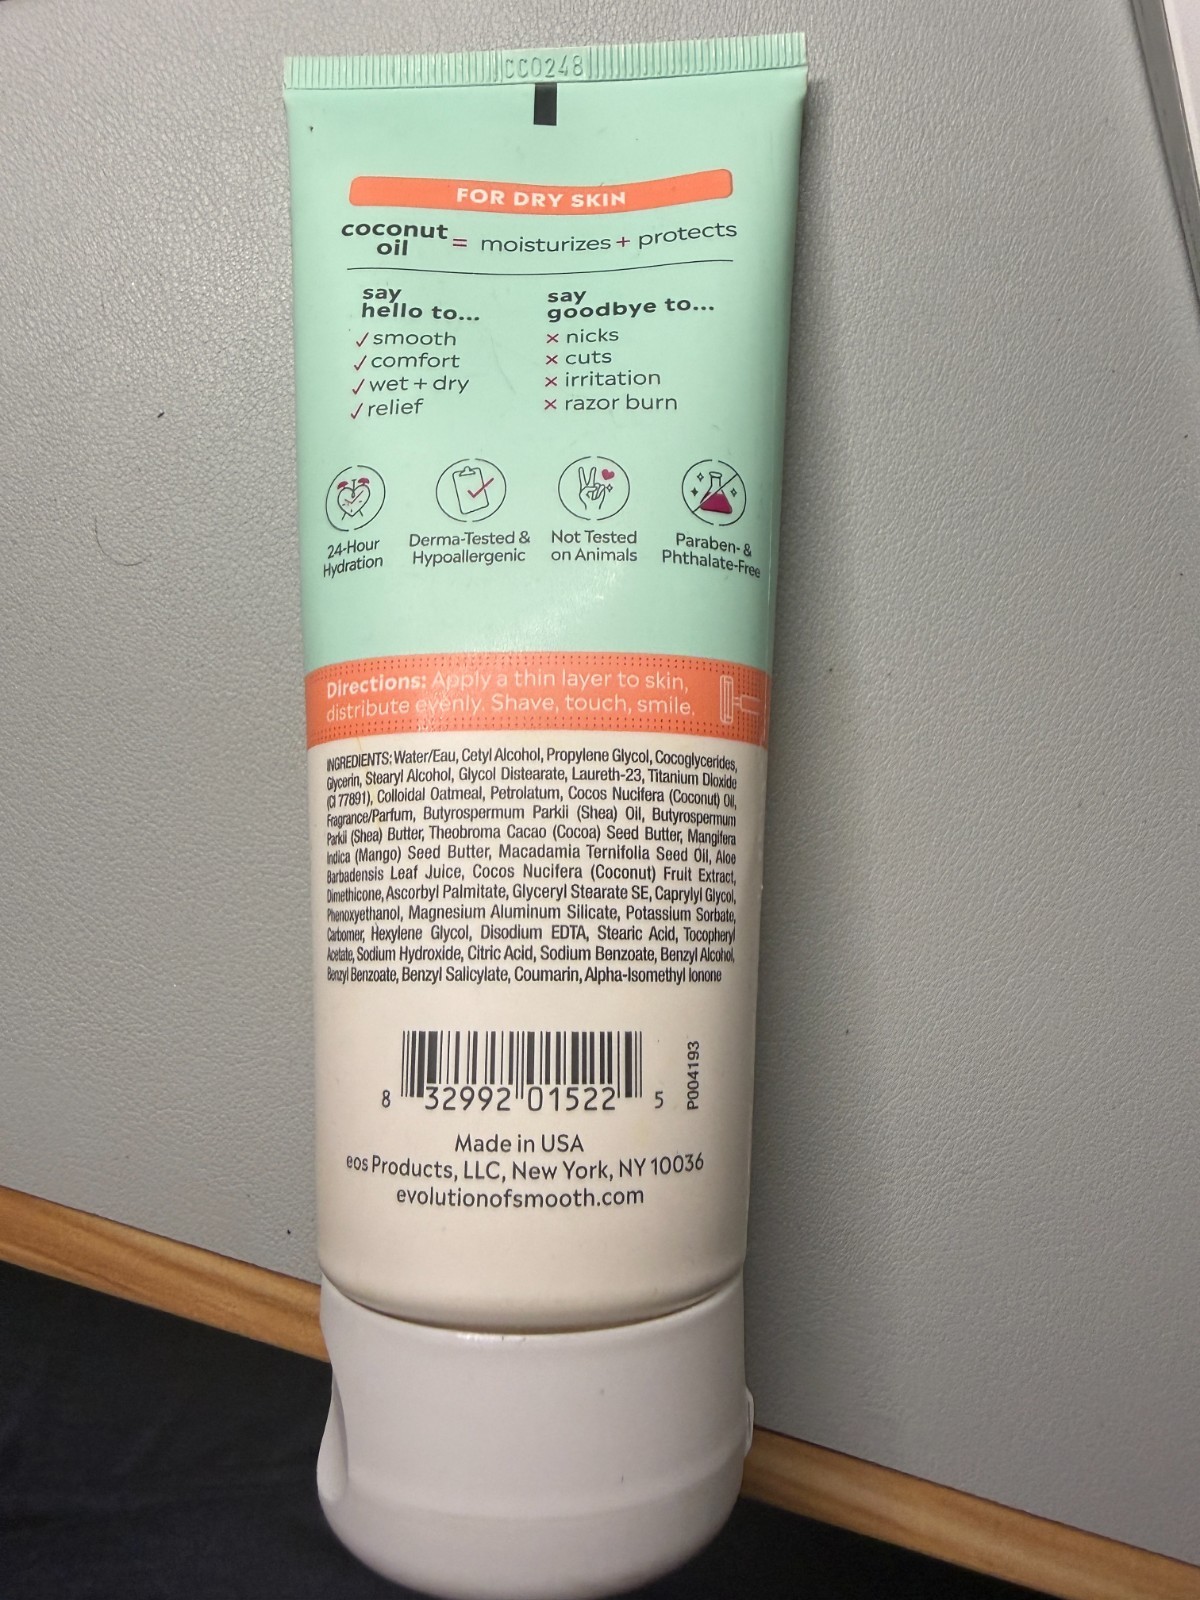 CC0248
FOR DRY SKIN
coconut
oil = moisturizes + protects
say
hello to...
✓ smooth
✓ comfort
✓ wet + dry
✓ relief
say
goodbye to...
× nicks
× cuts
× irritation
× razor burn
24-Hour
Hydration
Derma-Tested &
Hypoallergenic
Not Tested
on Animals
Paraben- &
Phthalate-Free
Directions: Apply a thin layer to skin,
distribute evenly. Shave, touch, smile.
INGREDIENTS: Water/Eau, Cetyl Alcohol, Propylene Glycol, Cocoglycerides,
Glycerin, Stearyl Alcohol, Glycol Distearate, Laureth-23, Titanium Dioxide
(CI 77891), Colloidal Oatmeal, Petrolatum, Cocos Nucifera (Coconut) Oil,
Fragrance/Parfum, Butyrospermum Parkii (Shea) Oil, Butyrospermum
Parkii (Shea) Butter, Theobroma Cacao (Cocoa) Seed Butter, Mangifera
Indica (Mango) Seed Butter, Macadamia Ternifolia Seed Oil, Aloe
Barbadensis Leaf Juice, Cocos Nucifera (Coconut) Fruit Extract,
Dimethicone, Ascorbyl Palmitate, Glyceryl Stearate SE, Caprylyl Glycol,
Phenoxyethanol, Magnesium Aluminum Silicate, Potassium Sorbate,
Carbomer, Hexylene Glycol, Disodium EDTA, Stearic Acid, Tocopheryl
Acetate, Sodium Hydroxide, Citric Acid, Sodium Benzoate, Benzyl Alcohol,
Benzyl Benzoate, Benzyl Salicylate, Coumarin, Alpha-Isomethyl Ionone
8 32992 01522 5
P004193
Made in USA
eos Products, LLC, New York, NY 10036
evolutionofsmooth.com